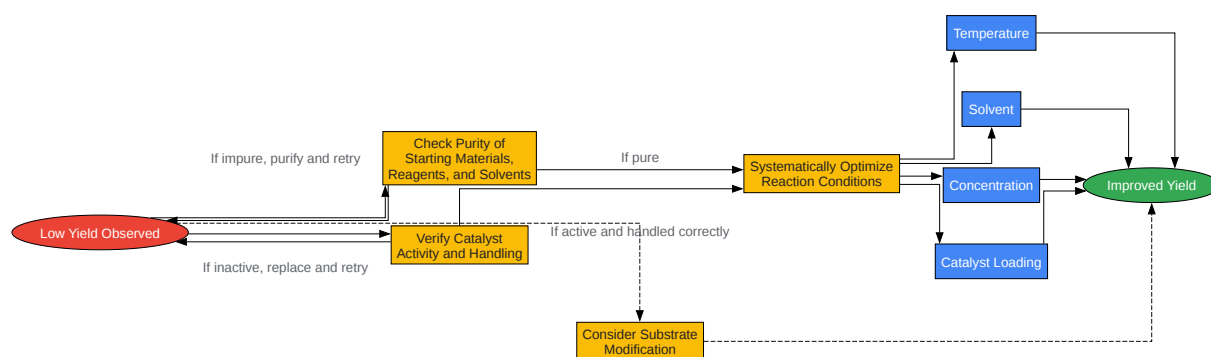 Temperature
Solvent
Check Purity of
Starting Materials,
Reagents, and Solvents
If impure, purify and retry
If pure
Systematically Optimize
Reaction Conditions
Concentration
Improved Yield
Low Yield Observed
Verify Catalyst
Activity and Handling
If active and handled correctly
If inactive, replace and retry
Catalyst Loading
Consider Substrate
Modification